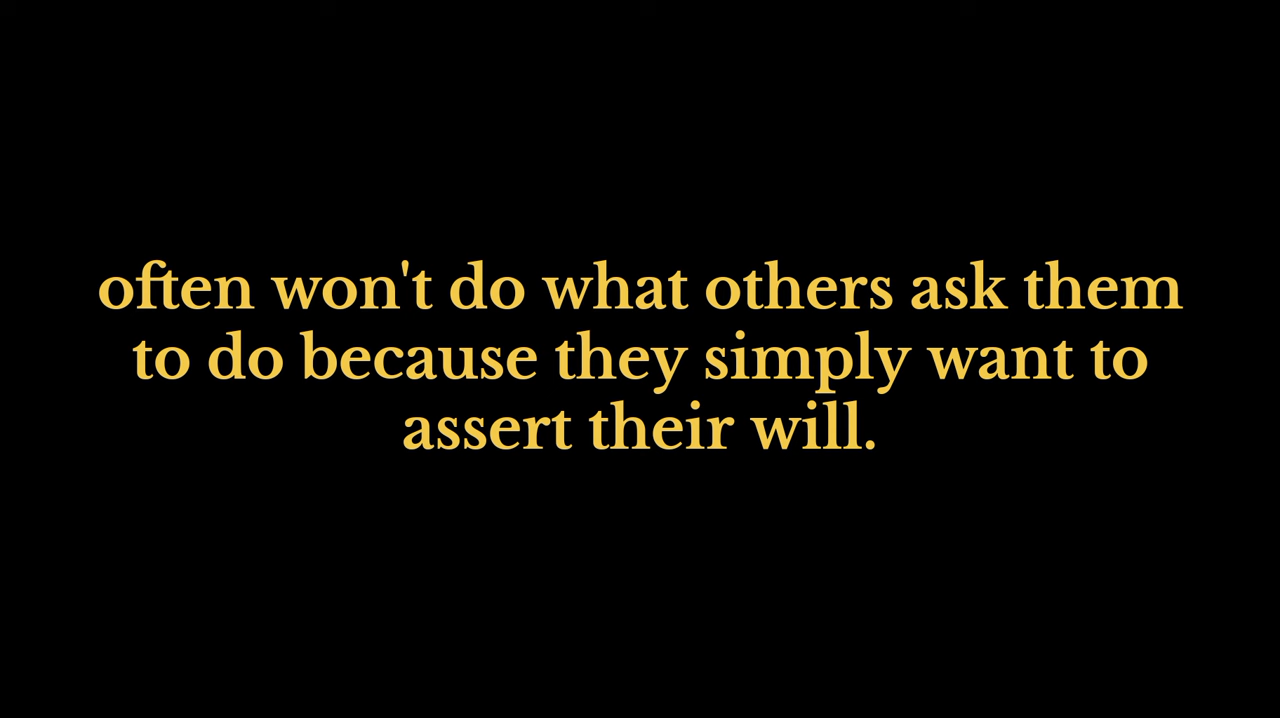 often won't do what others ask them
to do because they simply want to
assert their will.